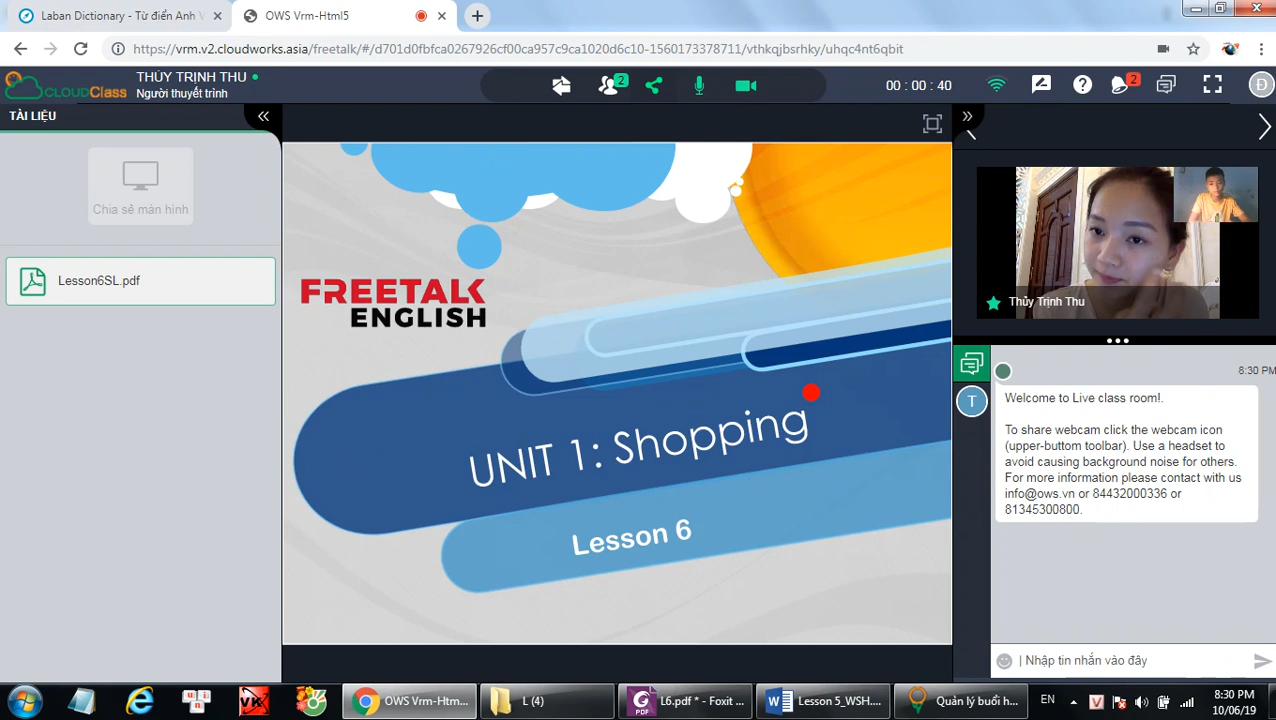 Laban Dictionary - Từ điển Anh V
OWS Vrm-Html5
https://vrm.v2.cloudworks.asia/freetalk/#/d701d0fbfca0267926cf00ca957c9ca1020d6c10-1560173378711/vthkqjbsrhky/uhqc4nt6qbit
CLOUDClass
THỦY TRỊNH THU
Người thuyết trình
2
00 : 00 : 40
2
Đ
TÀI LIỆU
Chia sẻ màn hình
Lesson6SL.pdf
FREETALK
ENGLISH
UNIT 1: Shopping
Lesson 6
Thủy Trịnh Thu
8:30 PM
T
Welcome to Live class room!.
To share webcam click the webcam icon
(upper-buttom toolbar). Use a headset to
avoid causing background noise for others.
For more information please contact with us
info@ows.vn or 84432000336 or
81345300800.
Nhập tin nhắn vào đây
OWS Vrm-Htm...
L (4)
L6.pdf * - Foxit ...
Lesson 5_WSH....
Quản lý buổi h...
EN
8:30 PM
10/06/19